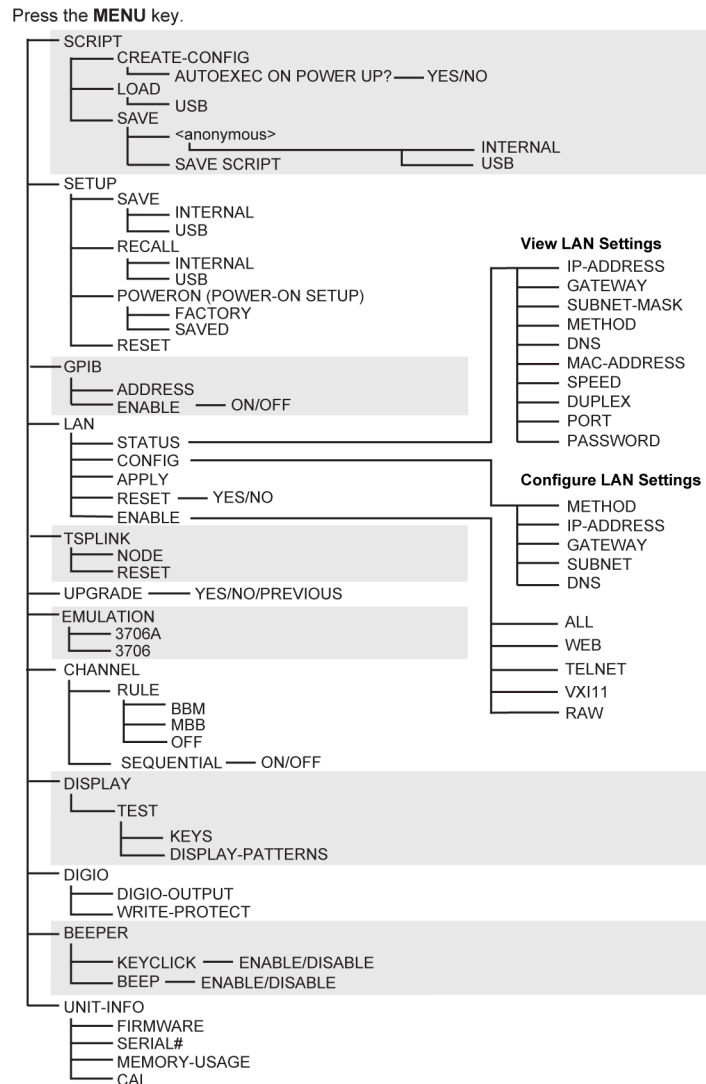 Press the MENU key.
SCRIPT
CREATE-CONFIG
AUTOEXEC ON POWER UP? YES/NO
LOAD
USB
SAVE
<anonymous>
INTERNAL
SAVE SCRIPT USB
SETUP
SAVE
INTERNAL
USB
RECALL
INTERNAL
USB
POWERON (POWER-ON SETUP)
FACTORY
SAVED
RESET
GPIB
ADDRESS
ENABLE ON/OFF
LAN
STATUS
CONFIG
APPLY
RESET YES/NO
ENABLE
View LAN Settings
IP-ADDRESS
GATEWAY
SUBNET-MASK
METHOD
DNS
MAC-ADDRESS
SPEED
DUPLEX
PORT
PASSWORD
Configure LAN Settings
METHOD
IP-ADDRESS
GATEWAY
SUBNET
DNS
ALL
WEB
TELNET
VXI11
RAW
TSPLINK
NODE
RESET
UPGRADE YES/NO/PREVIOUS
EMULATION
3706A
3706
CHANNEL
RULE
BBM
MBB
OFF
SEQUENTIAL ON/OFF
DISPLAY
TEST
KEYS
DISPLAY-PATTERNS
DIGIO
DIGIO-OUTPUT
WRITE-PROTECT
BEEPER
KEYCLICK ENABLE/DISABLE
BEEP ENABLE/DISABLE
UNIT-INFO
FIRMWARE
SERIAL#
MEMORY-USAGE
CAL